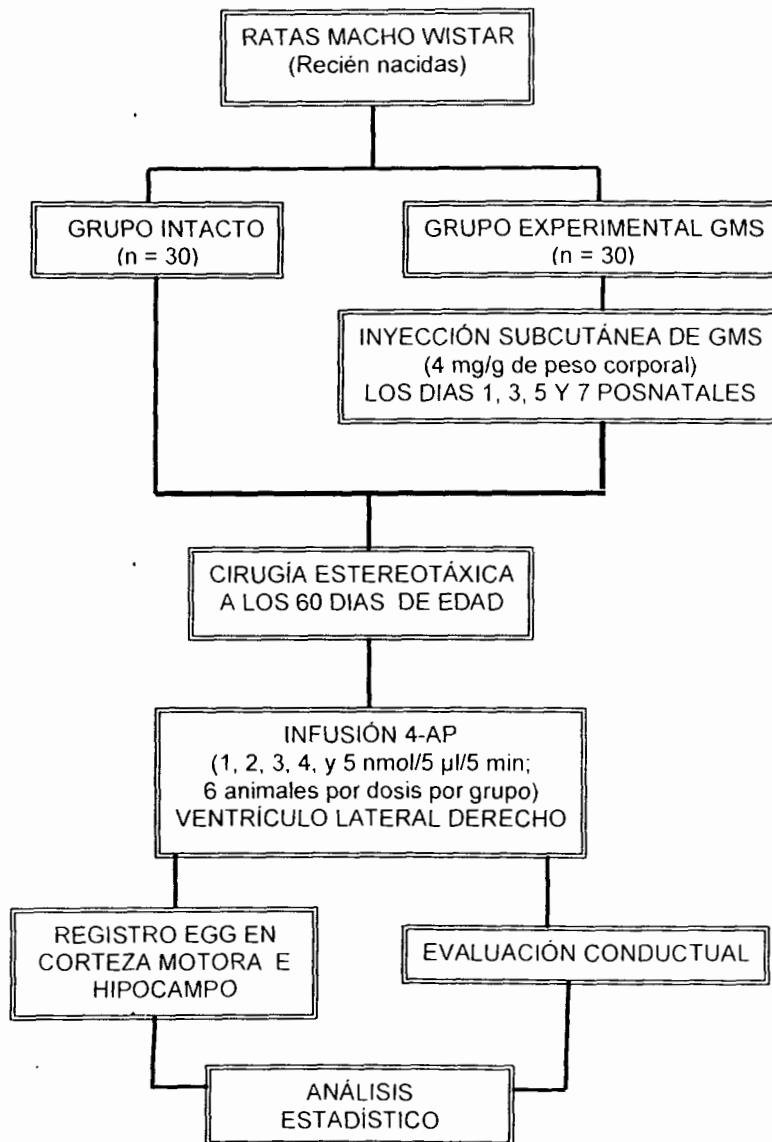 RATAS MACHO WISTAR
(Recién nacidas)
GRUPO INTACTO
(n = 30)
GRUPO EXPERIMENTAL GMS
(n = 30)
INYECCIÓN SUBCUTÁNEA DE GMS
(4 mg/g de peso corporal)
LOS DIAS 1, 3, 5 Y 7 POSNATALES
CIRUGÍA ESTEREOTÁXICA
A LOS 60 DIAS DE EDAD
INFUSIÓN 4-AP
(1, 2, 3, 4, y 5 nmol/5 µl/5 min;
6 animales por dosis por grupo)
VENTRÍCULO LATERAL DERECHO
REGISTRO EGG EN
CORTEZA MOTORA E
HIPOCAMPO
EVALUACIÓN CONDUCTUAL
ANÁLISIS
ESTADÍSTICO